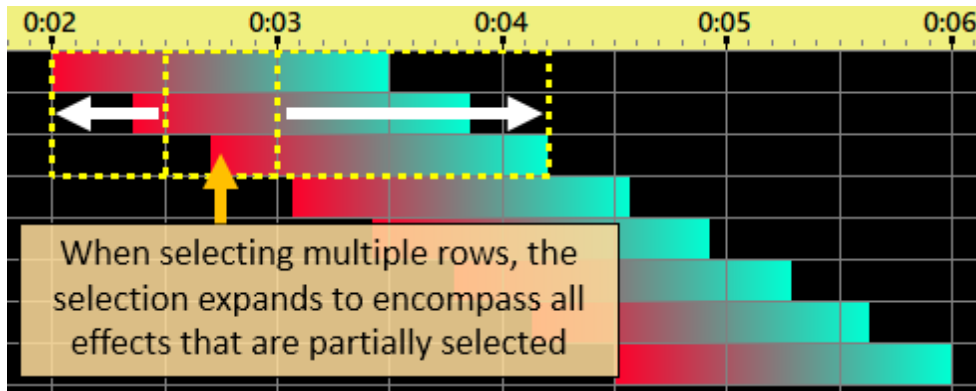 0:02 0:03 0:04 0:05 0:06
When selecting multiple rows, the
selection expands to encompass all
effects that are partially selected